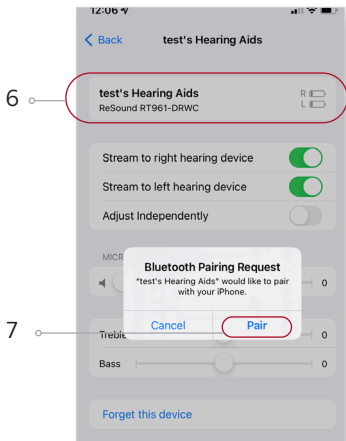 12:06
Back test's Hearing Aids
6
test's Hearing Aids R
ReSound RT961-DRWC L
Stream to right hearing device
Stream to left hearing device
Adjust Independently
MICR
0
Bluetooth Pairing Request
"test's Hearing Aids" would like to pair
with your iPhone.
7
Cancel Pair
Treble 0
Bass 0
Forget this device